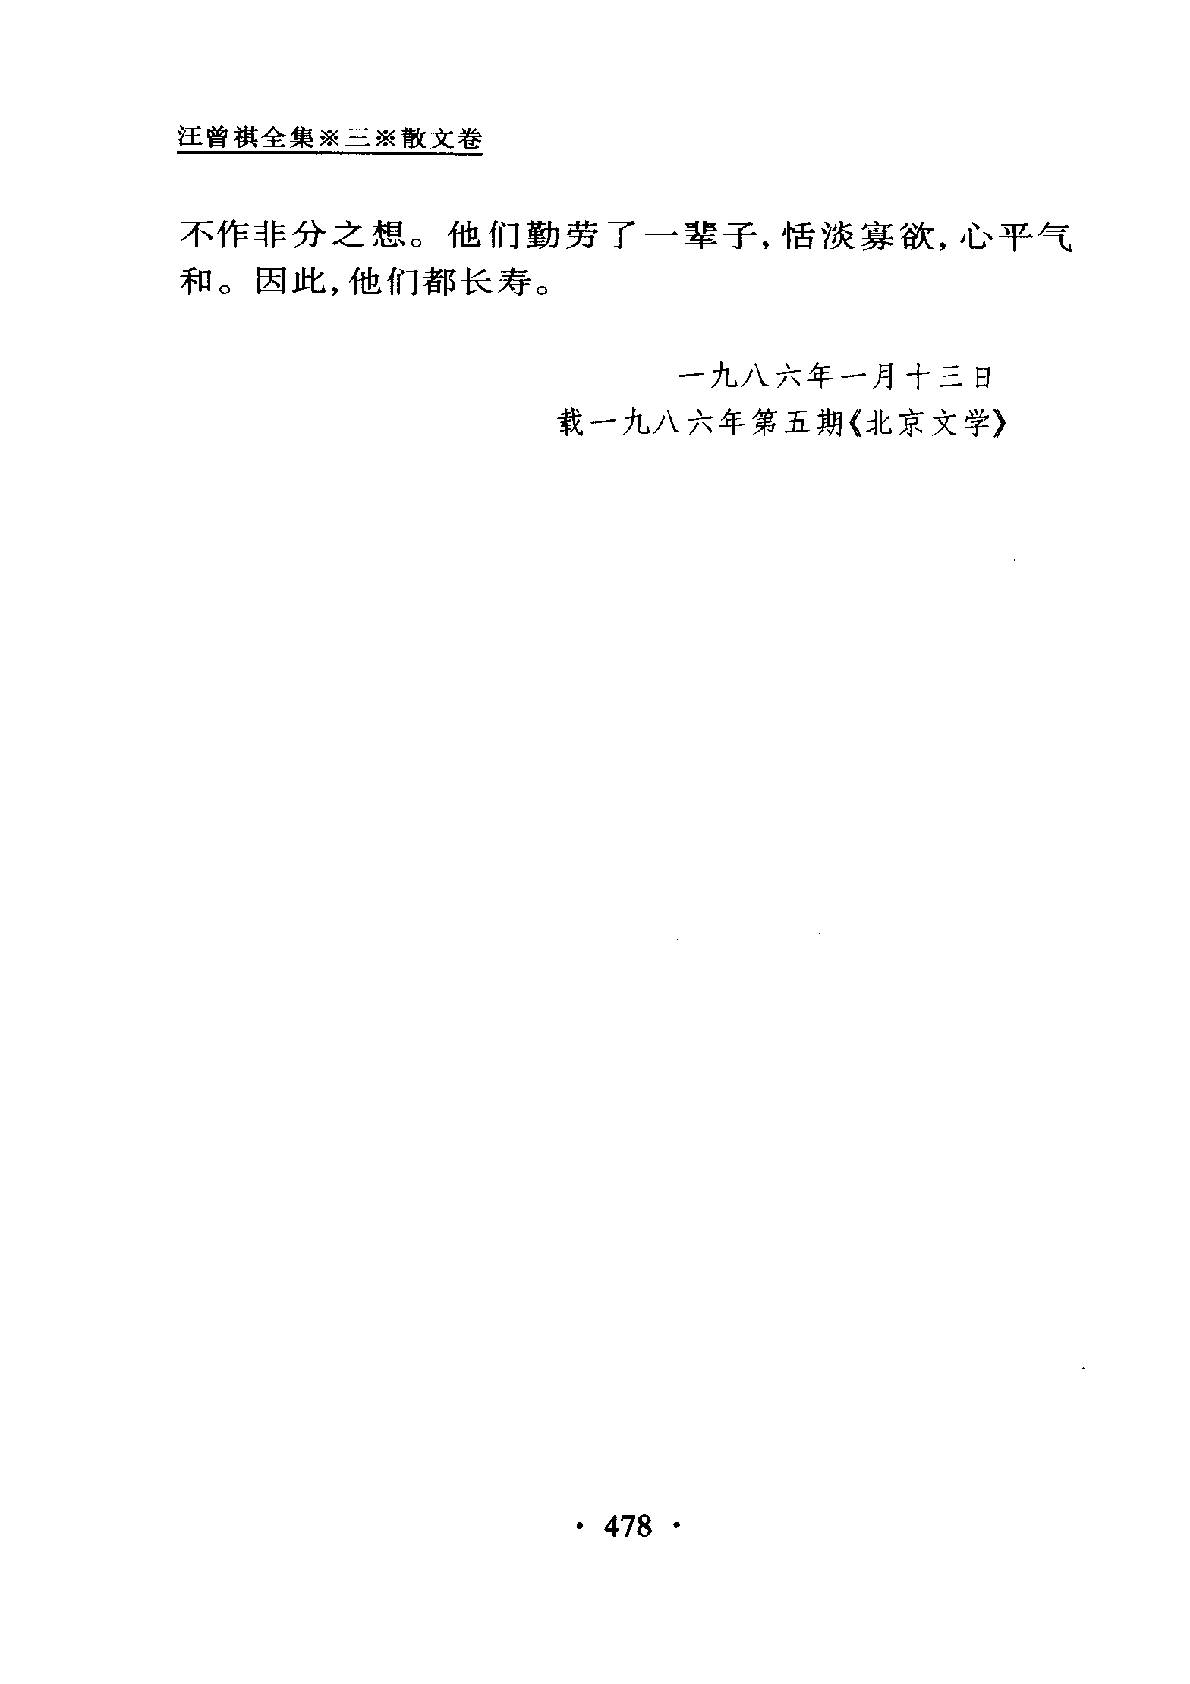 汪曾祺全集※三※散文卷
不作非分之想。他们勤劳了一辈子,恬淡寡欲,心平气
和。因此,他们都长寿。
一九八六年一月十三日
载一九八六年第五期《北京文学》
· 478 ·